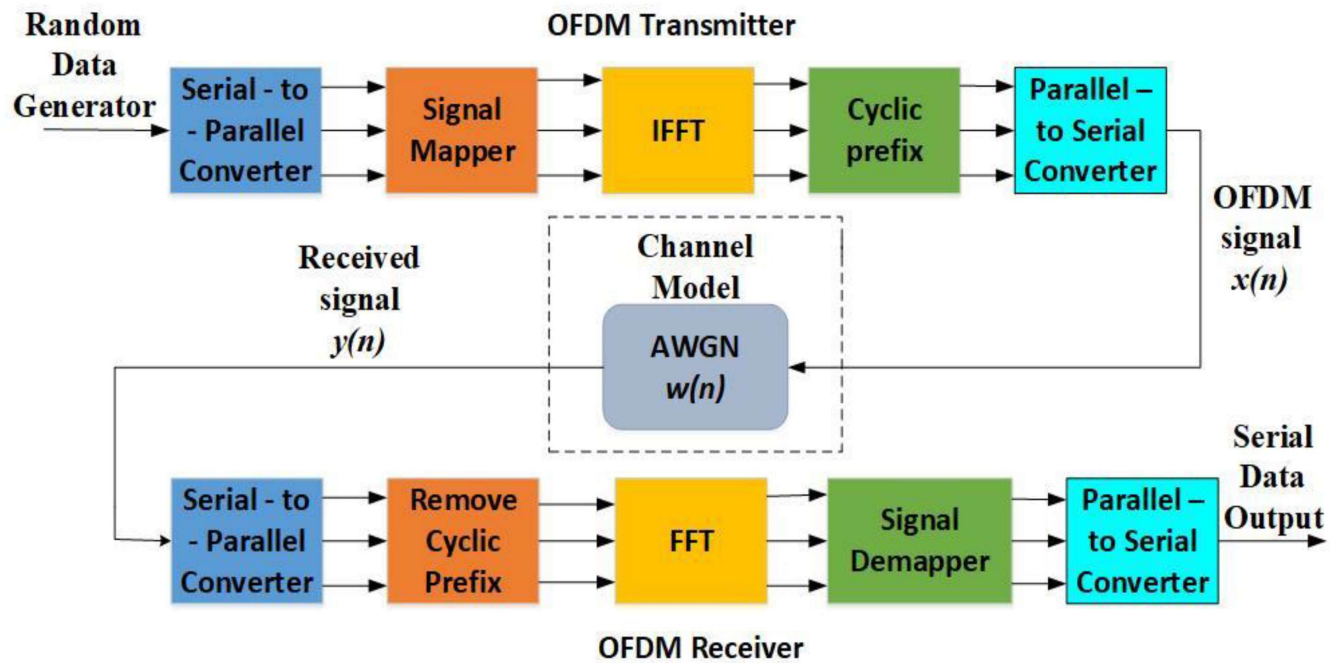 OFDM Transmitter
Random
Data
Generator
Serial - to
- Parallel
Converter
Signal
Mapper
IFFT
Cyclic
prefix
Parallel –
to Serial
Converter
OFDM
signal
x(n)
Channel
Model
AWGN
w(n)
Received
signal
y(n)
Serial - to
- Parallel
Converter
Remove
Cyclic
Prefix
FFT
Signal
Demapper
Parallel –
to Serial
Converter
Serial
Data
Output
OFDM Receiver